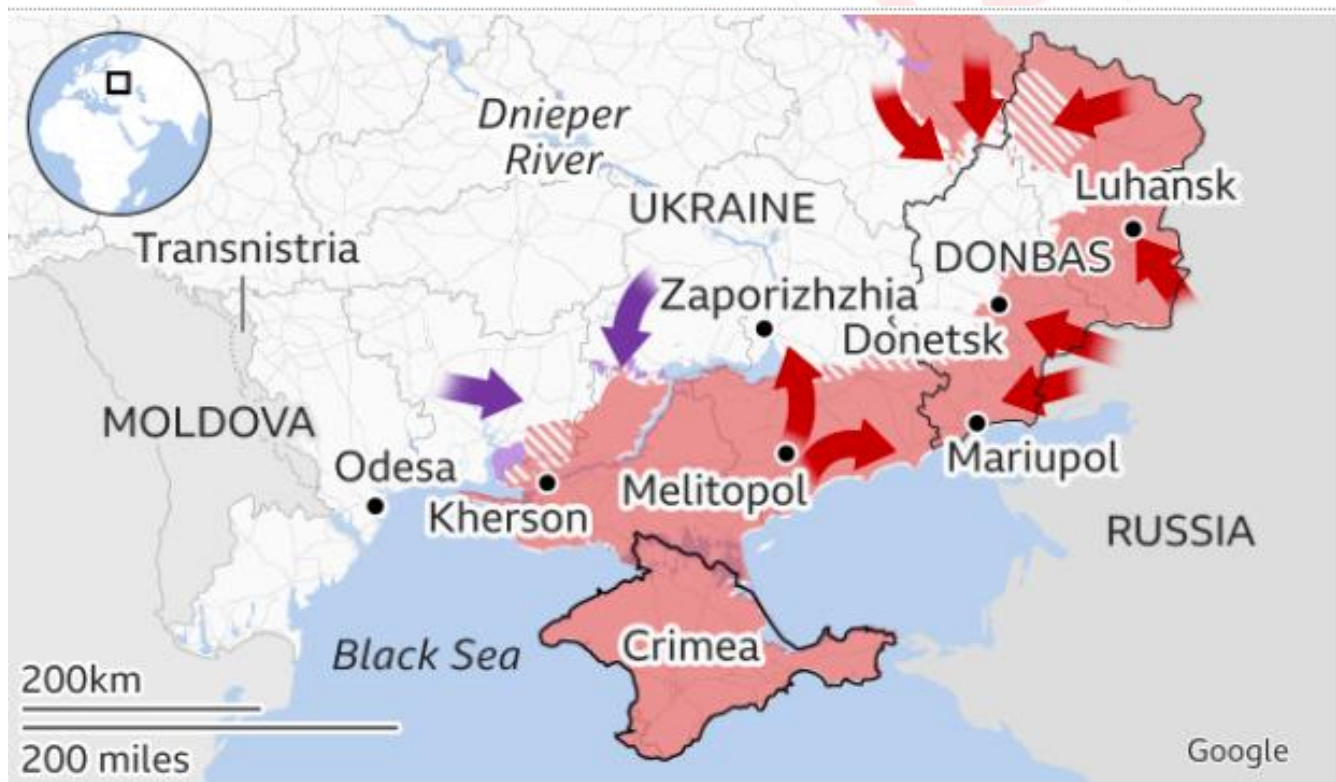 Dnieper
River
UKRAINE
Luhansk
Transnistria
DONBAS
Zaporizhzhia
Donetsk
MOLDOVA
Odesa
Kherson
Melitopol
Mariupol
RUSSIA
Black Sea
Crimea
200km
200 miles
Google